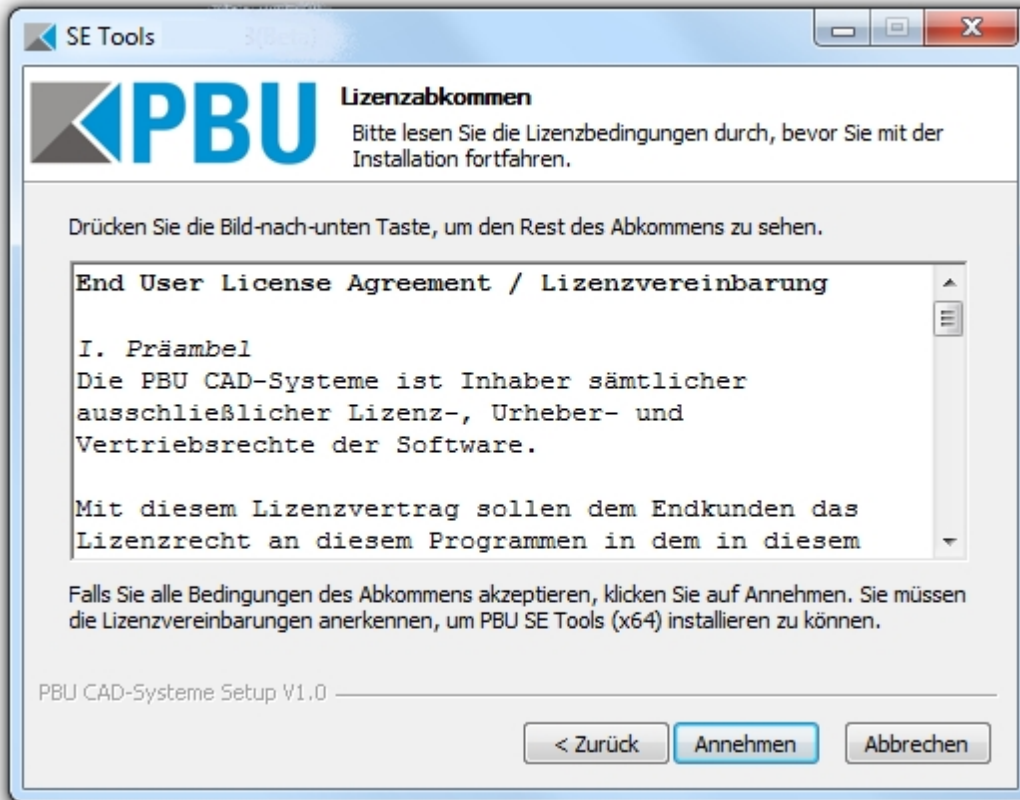 SE Tools
PBU
Lizenzabkommen
Bitte lesen Sie die Lizenzbedingungen durch, bevor Sie mit der
Installation fortfahren.
Drücken Sie die Bild-nach-unten Taste, um den Rest des Abkommens zu sehen.
End User License Agreement / Lizenzvereinbarung
I. Präambel
Die PBU CAD-Systeme ist Inhaber sämtlicher
ausschließlicher Lizenz-, Urheber- und
Vertriebsrechte der Software.
Mit diesem Lizenzvertrag sollen dem Endkunden das
Lizenzrecht an diesem Programmen in dem in diesem
Falls Sie alle Bedingungen des Abkommens akzeptieren, klicken Sie auf Annehmen. Sie müssen
die Lizenzvereinbarungen anerkennen, um PBU SE Tools (x64) installieren zu können.
PBU CAD-Systeme Setup V1.0
< Zurück
Annehmen
Abbrechen